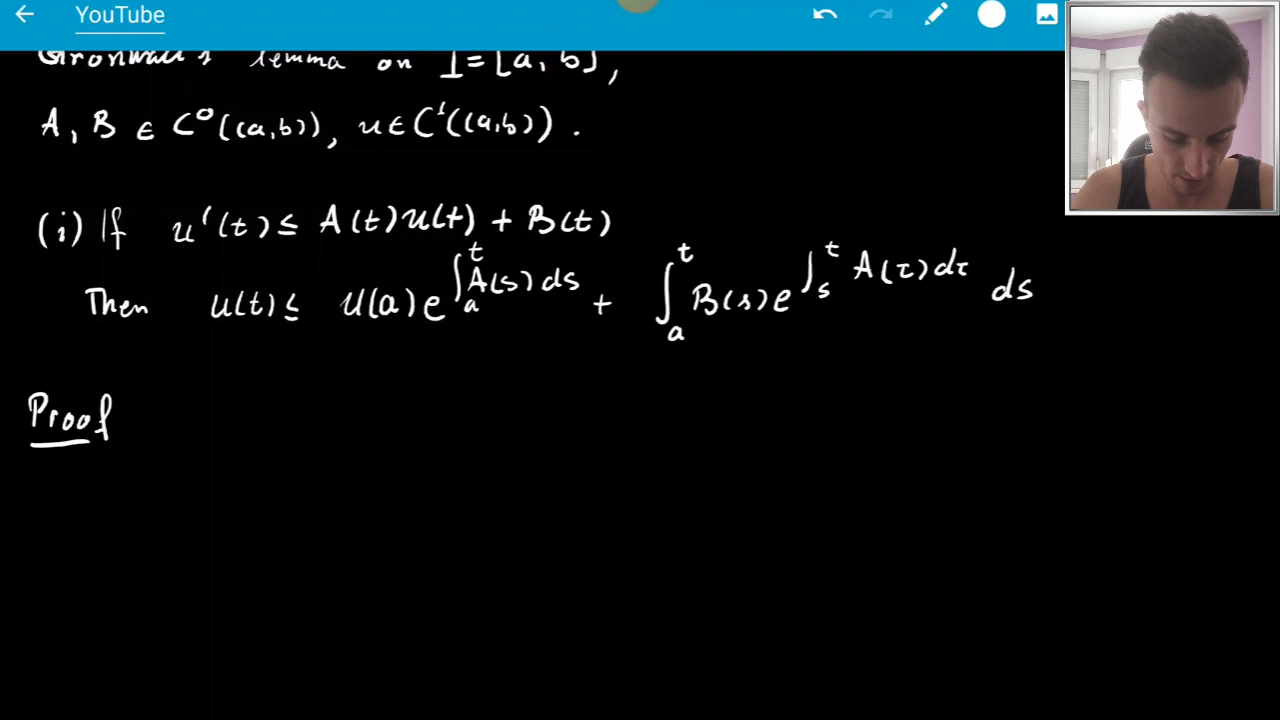 YouTube
Gronwall's lemma on I=[a,b],
A, B ∈ C⁰((a,b)), u ∈ C¹((a,b)).
(i) If u'(t) ≤ A(t)u(t) + B(t)
Then u(t) ≤ u(a)e^{∫_a^t A(s)ds} + ∫_a^t B(s)e^{∫_s^t A(τ)dτ} ds
Proof